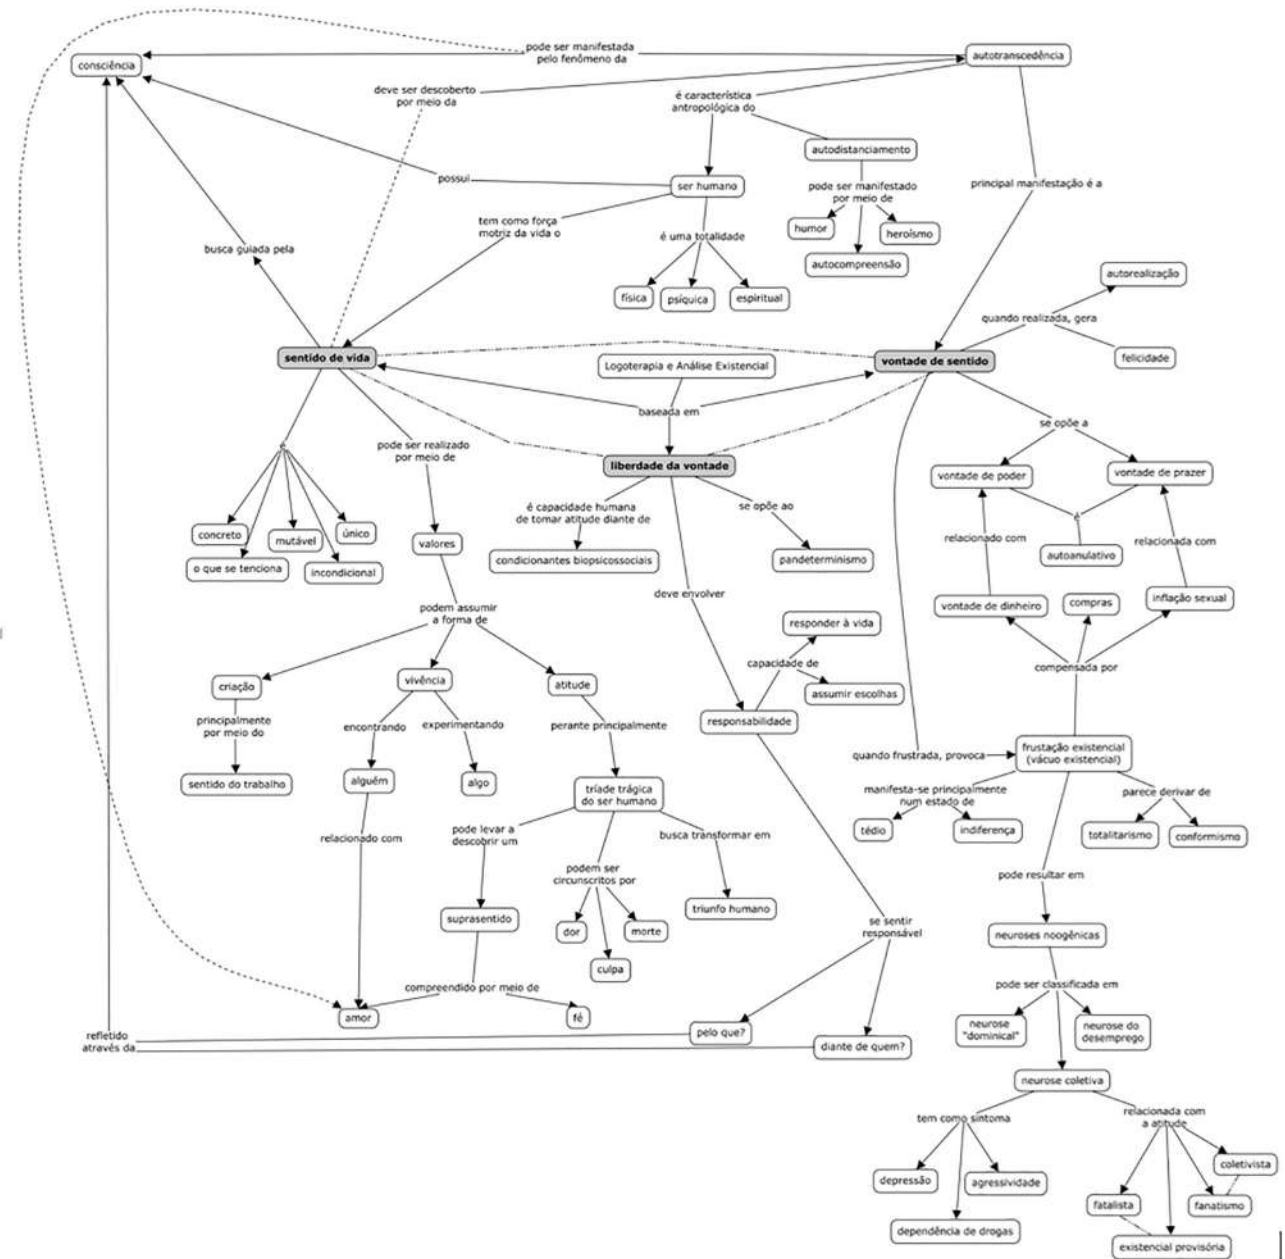 pode ser manifestada
pelo fenômeno da
autotranscedência
consciência
deve ser descoberto
por meio da
é característica
antropológica do
autodistanciamento
possui
ser humano
pode ser manifestado
por meio de
principal manifestação é a
tem como força
motriz da vida o
é uma totalidade
humor
heroísmo
busca guiada pela
autocompreensão
autorealização
física
psíquica
espiritual
quando realizada, gera
sentido de vida
vontade de sentido
felicidade
Logoterapia e Análise Existencial
baseada em
se opõe a
é
pode ser realizado
por meio de
liberdade da vontade
vontade de poder
vontade de prazer
é capacidade humana
de tomar atitude diante de
se opõe ao
é
concreto
mutável
único
valores
relacionado com
relacionada com
autoanulativo
o que se tenciona
incondicional
condicionantes biopsicossociais
pandeterminismo
deve envolver
vontade de dinheiro
compras
inflação sexual
podem assumir
a forma de
responder à vida
capacidade de
compensada por
criação
vivência
atitude
assumir escolhas
principalmente
por meio do
encontrando
experimentando
perante principalmente
responsabilidade
quando frustrada, provoca
frustação existencial
(vácuo existencial)
sentido do trabalho
alguém
algo
tríade trágica
do ser humano
manifesta-se principalmente
num estado de
parece derivar de
relacionado com
pode levar a
descobrir um
busca transformar em
tédio
indiferença
totalitarismo
conformismo
podem ser
circunscritos por
pode resultar em
suprasentido
triunfo humano
dor
morte
se sentir
responsável
neuroses noogênicas
culpa
compreendido por meio de
pode ser classificada em
amor
fé
refletido
através da
pelo que?
diante de quem?
neurose
"dominical"
neurose do
desemprego
neurose coletiva
tem como sintoma
relacionada com
a atitude
coletivista
depressão
agressividade
fatalista
fanatismo
dependência de drogas
existencial provisória